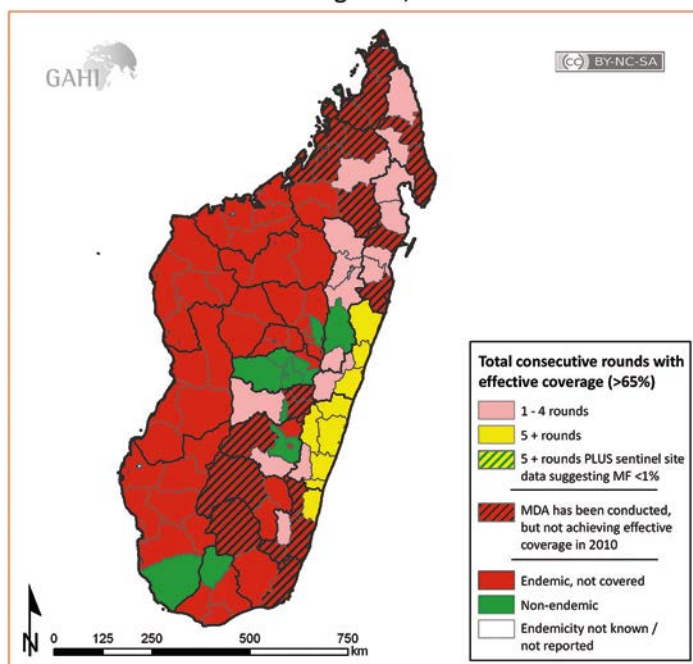 GAHI
cc BY-NC-SA
Total consecutive rounds with
effective coverage (>65%)
1 - 4 rounds
5 + rounds
5 + rounds PLUS sentinel site
data suggesting MF <1%
MDA has been conducted,
but not achieving effective
coverage in 2010
Endemic, not covered
Non-endemic
Endemicity not known /
not reported
N
0 125 250 500 750
km